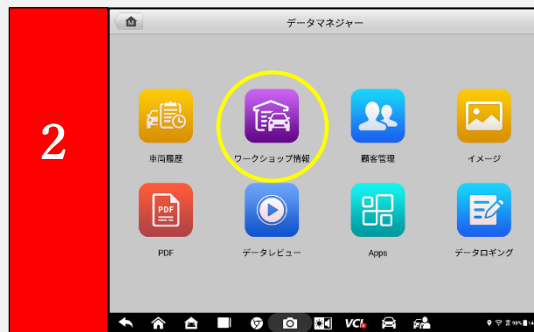 2
データマネジャー
車両履歴
ワークショップ情報
顧客管理
イメージ
PDF
PDF
データレビュー
Apps
データロギング
VCI